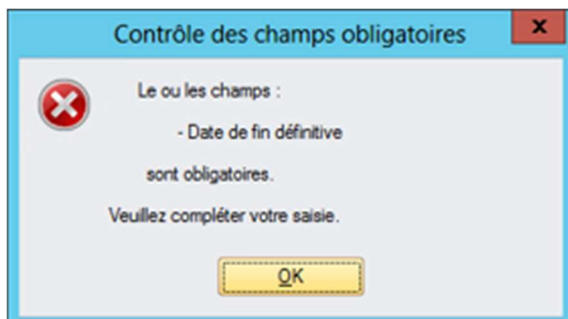 Contrôle des champs obligatoires
x
Le ou les champs :
- Date de fin définitive
sont obligatoires.
Veuillez compléter votre saisie.
OK